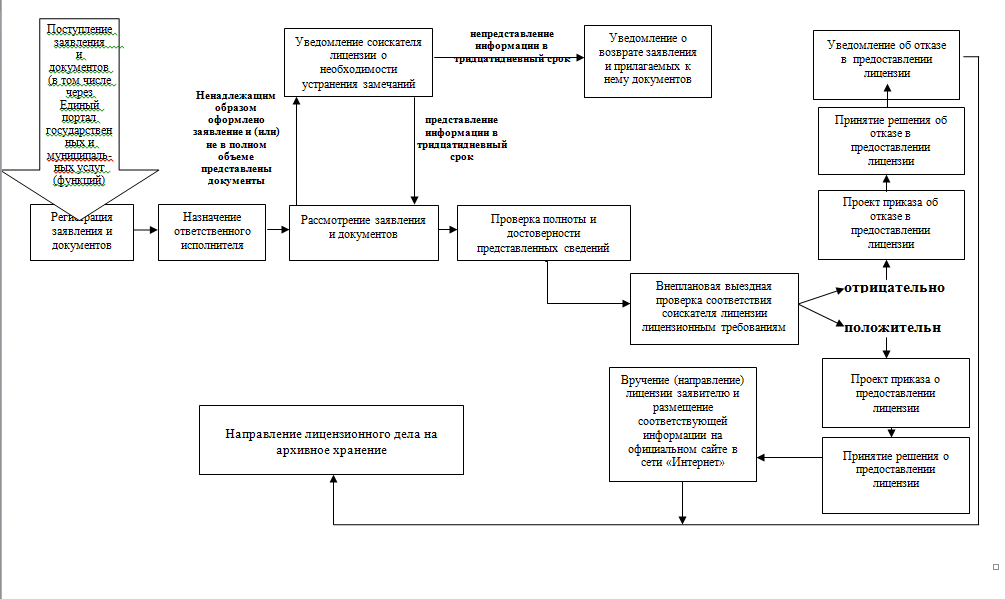 Поступление
заявления
и
документов
(в том числе
через
Единый
портал
государствен
ных и
муниципаль-
ных услуг
(функций)
Регистрация
заявления и
документов
Назначение
ответственного
исполнителя
Ненадлежащим
образом
оформлено
заявление и (или)
не в полном
объеме
представлены
документы
Уведомление соискателя
лицензии о
необходимости
устранения замечаний
непредставление
информации в
тридцатидневный срок
Уведомление о
возврате заявления
и прилагаемых к
нему документов
представление
информации в
тридцатидневный
срок
Рассмотрение заявления
и документов
Проверка полноты и
достоверности
представленных сведений
Внеплановая выездная
проверка соответствия
соискателя лицензии
лицензионным требованиям
отрицательно
Проект приказа об
отказе в
предоставлении
лицензии
Принятие решения об
отказе в
предоставлении
лицензии
Уведомление об отказе
в предоставлении
лицензии
положительн
Проект приказа о
предоставлении
лицензии
Принятие решения о
предоставлении
лицензии
Вручение (направление)
лицензии заявителю и
размещение
соответствующей
информации на
официальном сайте в
сети «Интернет»
Направление лицензионного дела на
архивное хранение